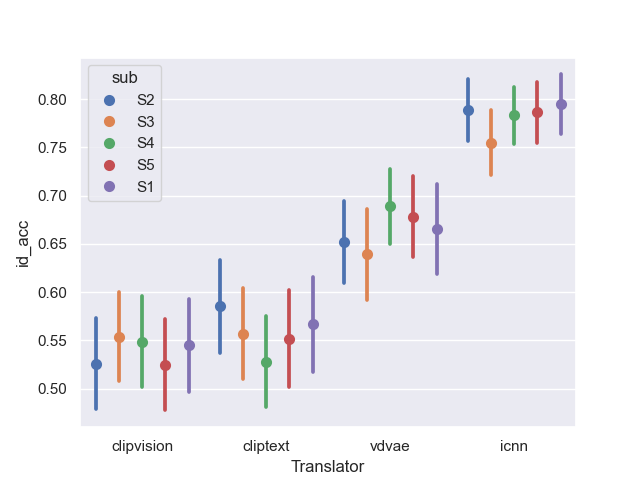 sub
S2
S3
S4
S5
S1
0.80
0.75
0.70
0.65
0.60
0.55
0.50
id_acc
clipvision
cliptext
vdvae
icnn
Translator